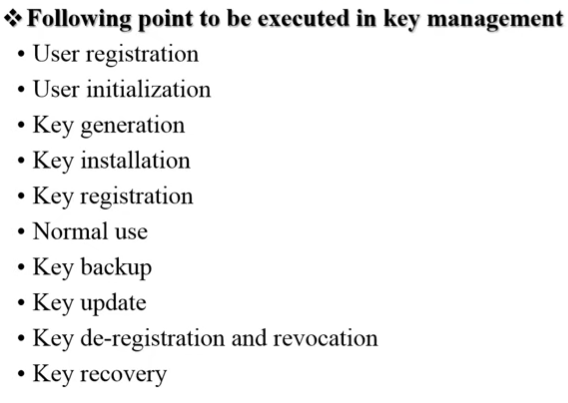 ❖Following point to be executed in key management
• User registration
• User initialization
• Key generation
• Key installation
• Key registration
• Normal use
• Key backup
• Key update
• Key de-registration and revocation
• Key recovery